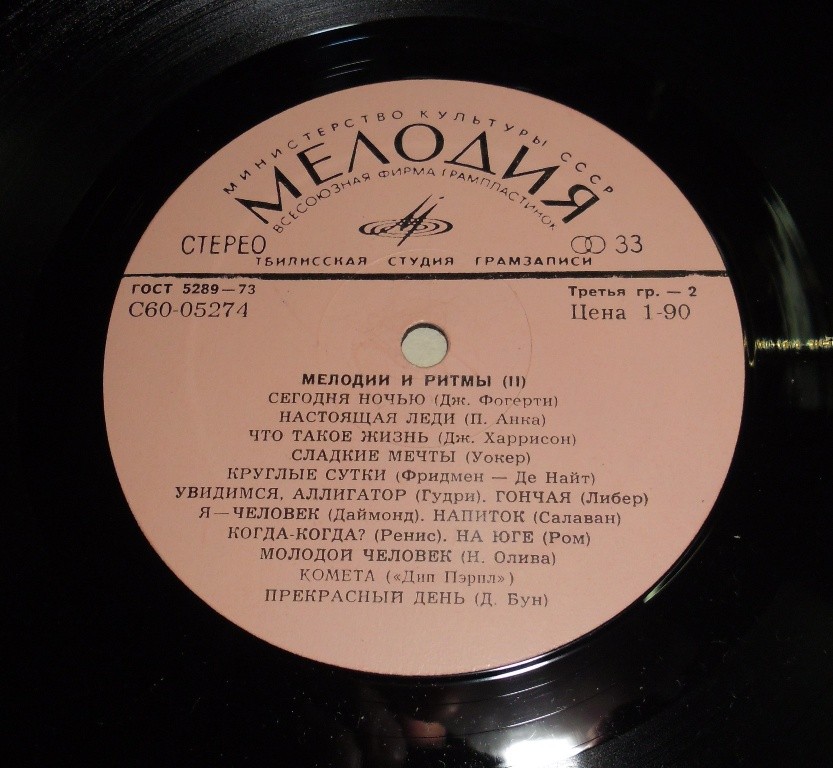 МИНИСТЕРСТВО КУЛЬТУРЫ СССР
МЕЛОДИЯ
ВСЕСОЮЗНАЯ ФИРМА ГРАМПЛАСТИНОК
СТЕРЕО 33
ТБИЛИССКАЯ СТУДИЯ ГРАМЗАПИСИ
ГОСТ 5289—73 Третья гр. — 2
С60-05274 Цена 1-90
МЕЛОДИИ И РИТМЫ (II)
СЕГОДНЯ НОЧЬЮ (Дж. Фогерти)
НАСТОЯЩАЯ ЛЕДИ (П. Анка)
ЧТО ТАКОЕ ЖИЗНЬ (Дж. Харрисон)
СЛАДКИЕ МЕЧТЫ (Уокер)
КРУГЛЫЕ СУТКИ (Фридмен — Де Найт)
УВИДИМСЯ, АЛЛИГАТОР (Гудри). ГОНЧАЯ (Либер)
Я—ЧЕЛОВЕК (Даймонд). НАПИТОК (Салаван)
КОГДА-КОГДА? (Ренис). НА ЮГЕ (Ром)
МОЛОДОЙ ЧЕЛОВЕК (Н. Олива)
КОМЕТА («Дип Пэрпл»)
ПРЕКРАСНЫЙ ДЕНЬ (Д. Бун)